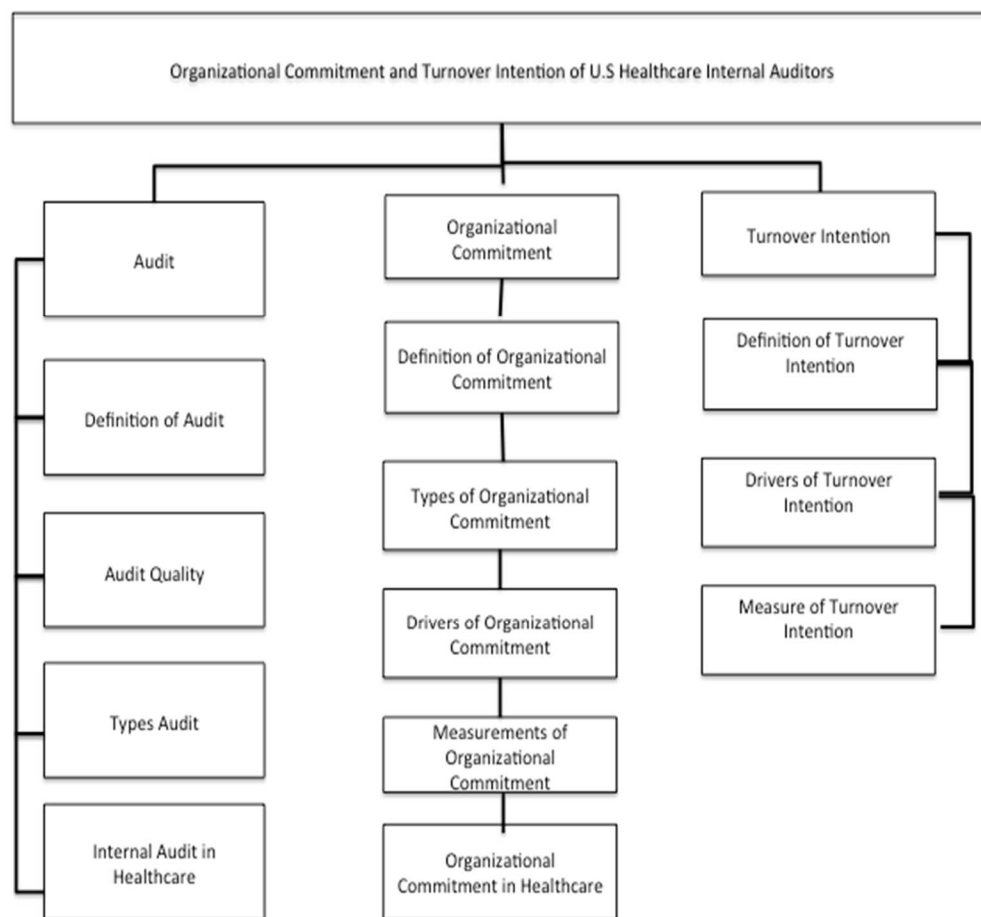 Organizational Commitment and Turnover Intention of U.S Healthcare Internal Auditors
Audit
Definition of Audit
Audit Quality
Types Audit
Internal Audit in
Healthcare
Organizational
Commitment
Definition of Organizational
Commitment
Types of Organizational
Commitment
Drivers of Organizational
Commitment
Measurements of
Organizational
Commitment
Organizational
Commitment in Healthcare
Turnover Intention
Definition of Turnover
Intention
Drivers of Turnover
Intention
Measure of Turnover
Intention